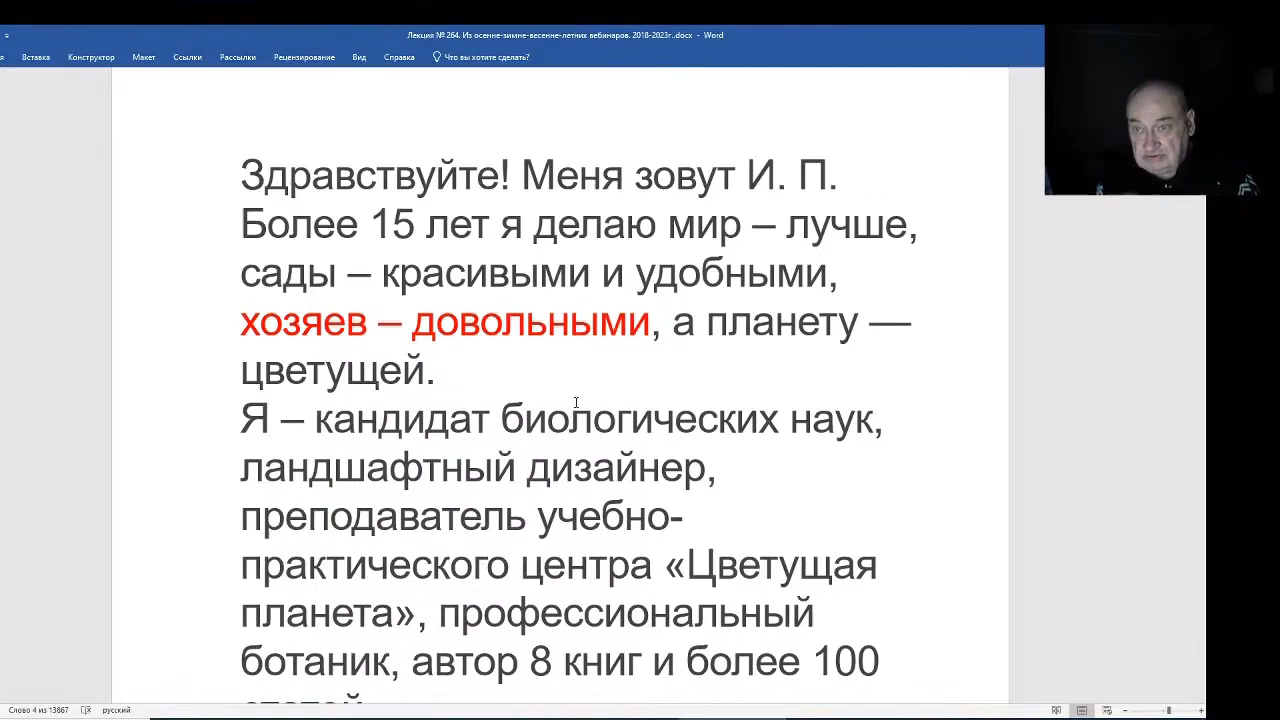 Лекция № 264. Из осенне-зимне-весенне-летних вебинаров. 2018-2023г..docx - Word
Вставка Конструктор Макет Ссылки Рассылки Рецензирование Вид Справка Что вы хотите сделать?
Здравствуйте! Меня зовут И. П.
Более 15 лет я делаю мир – лучше,
сады – красивыми и удобными,
хозяев – довольными, а планету —
цветущей.
Я – кандидат биологических наук,
ландшафтный дизайнер,
преподаватель учебно-
практического центра «Цветущая
планета», профессиональный
ботаник, автор 8 книг и более 100
Слово 4 из 13867 русский